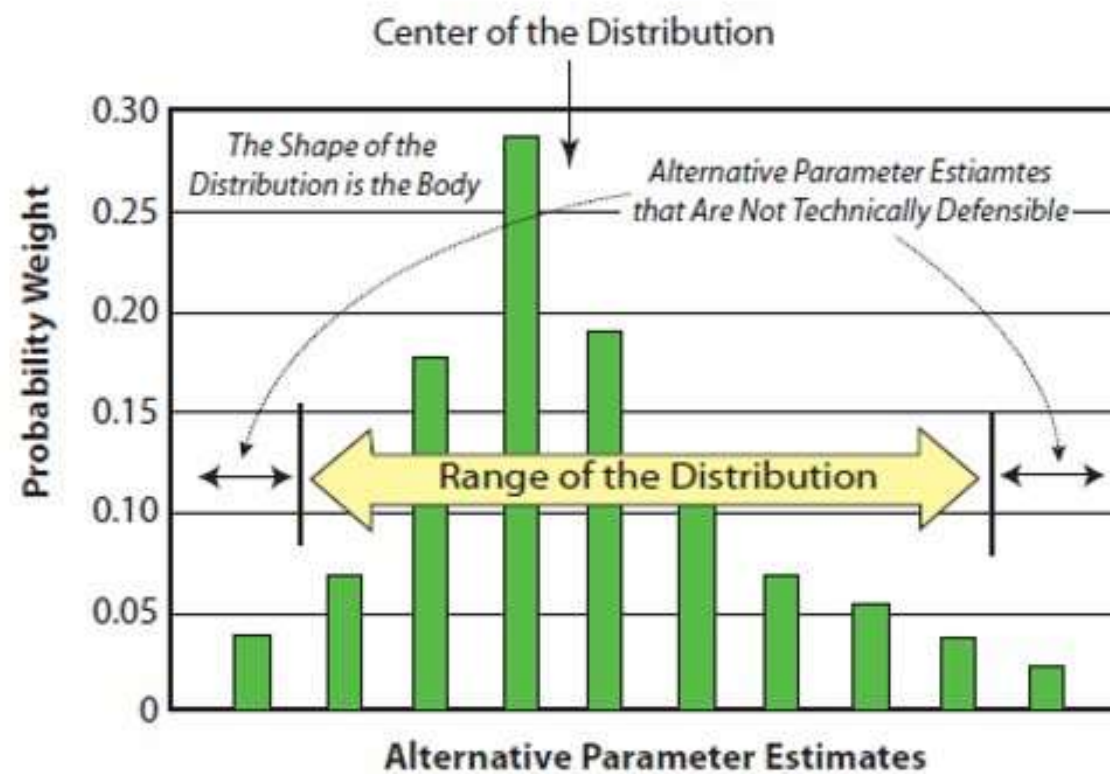 Center of the Distribution
0.30
The Shape of the
Distribution is the Body
Alternative Parameter Estiamtes
that Are Not Technically Defensible
0.25
0.20
0.15
Range of the Distribution
0.10
0.05
0
Probability Weight
Alternative Parameter Estimates